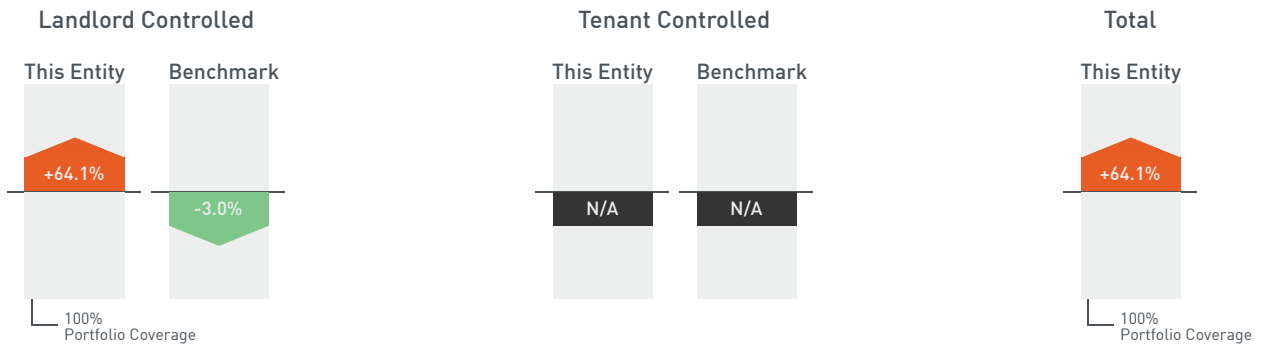 Landlord Controlled
Tenant Controlled
Total
This Entity
Benchmark
This Entity
Benchmark
This Entity
+64.1%
-3.0%
N/A
N/A
+64.1%
100%
Portfolio Coverage
100%
Portfolio Coverage